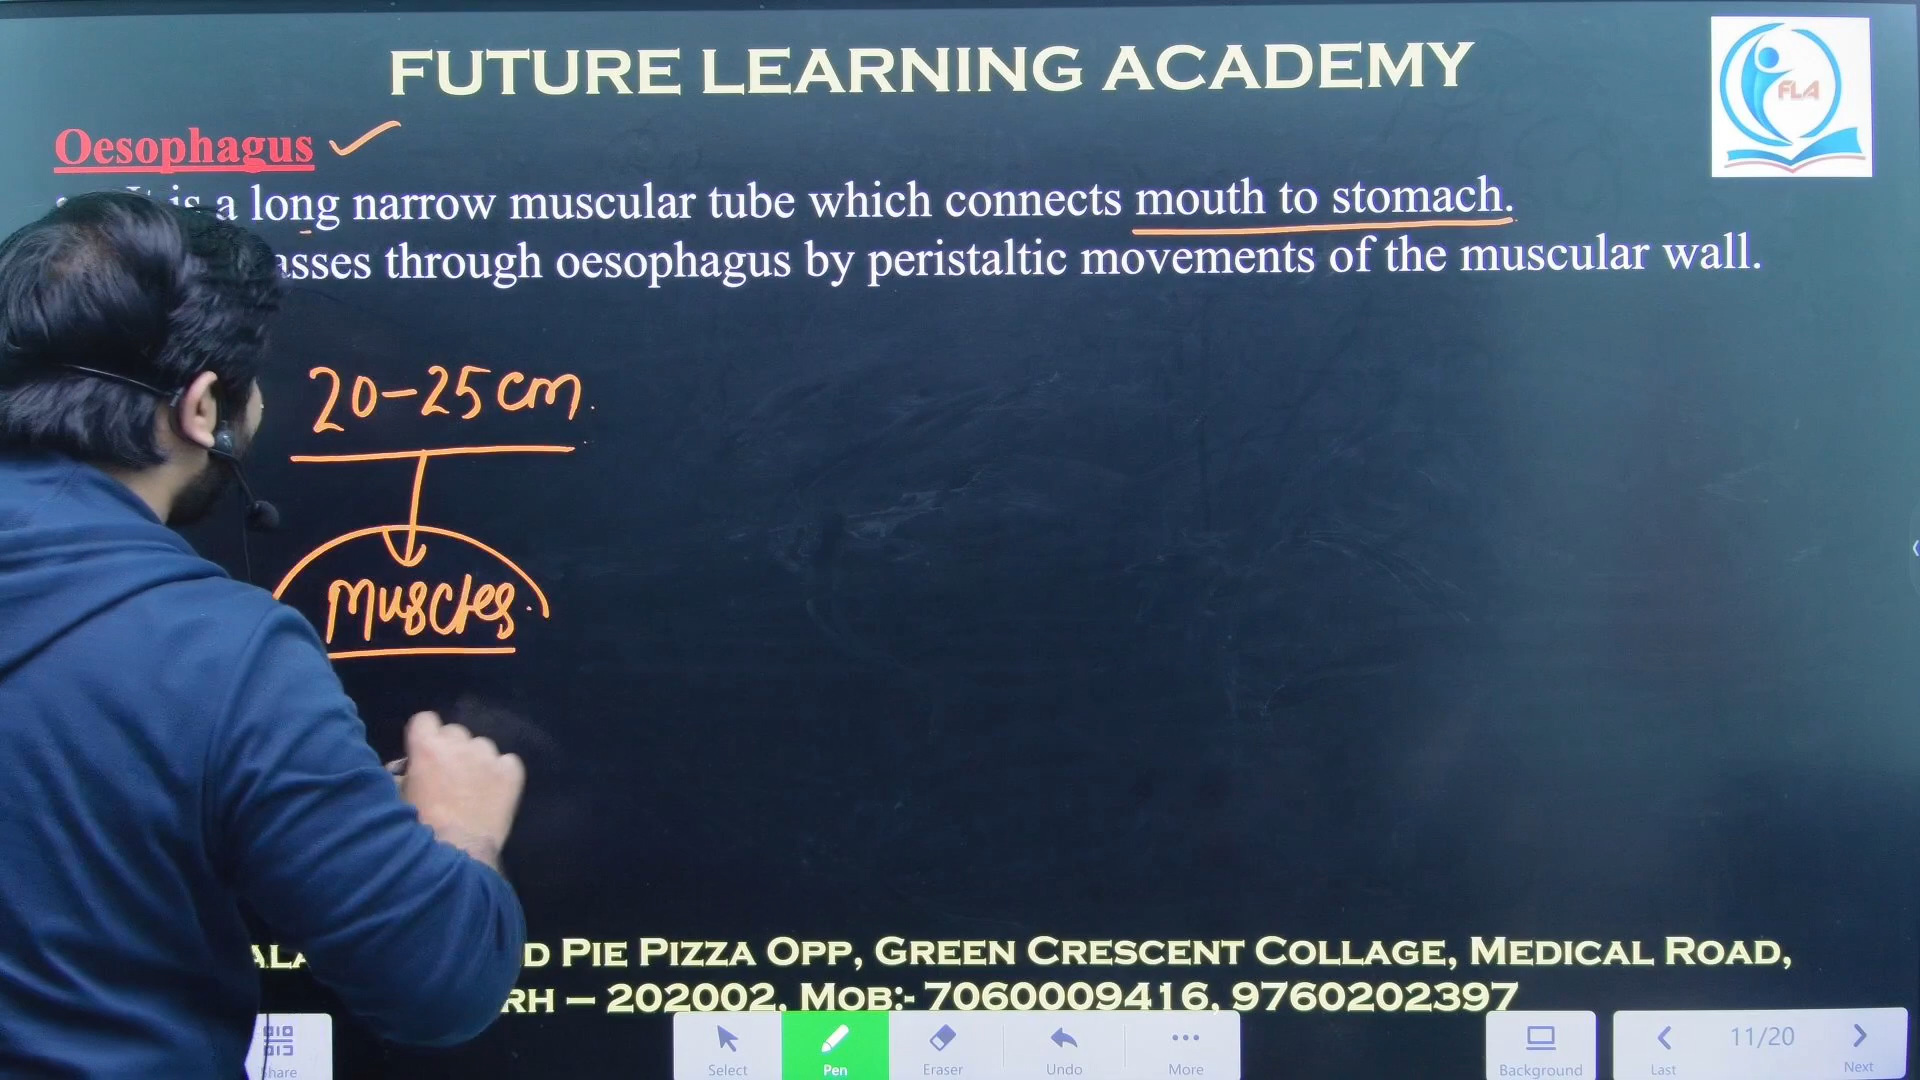 FUTURE LEARNING ACADEMY
FLA
Oesophagus
is a long narrow muscular tube which connects mouth to stomach.
asses through oesophagus by peristaltic movements of the muscular wall.
20-25cm.
Muscles.
D PIE PIZZA OPP, GREEN CRESCENT COLLAGE, MEDICAL ROAD,
RH – 202002, MOB:- 7060009416, 9760202397
Share
Select
Pen
Eraser
Undo
More
Background
Last
11/20
Next